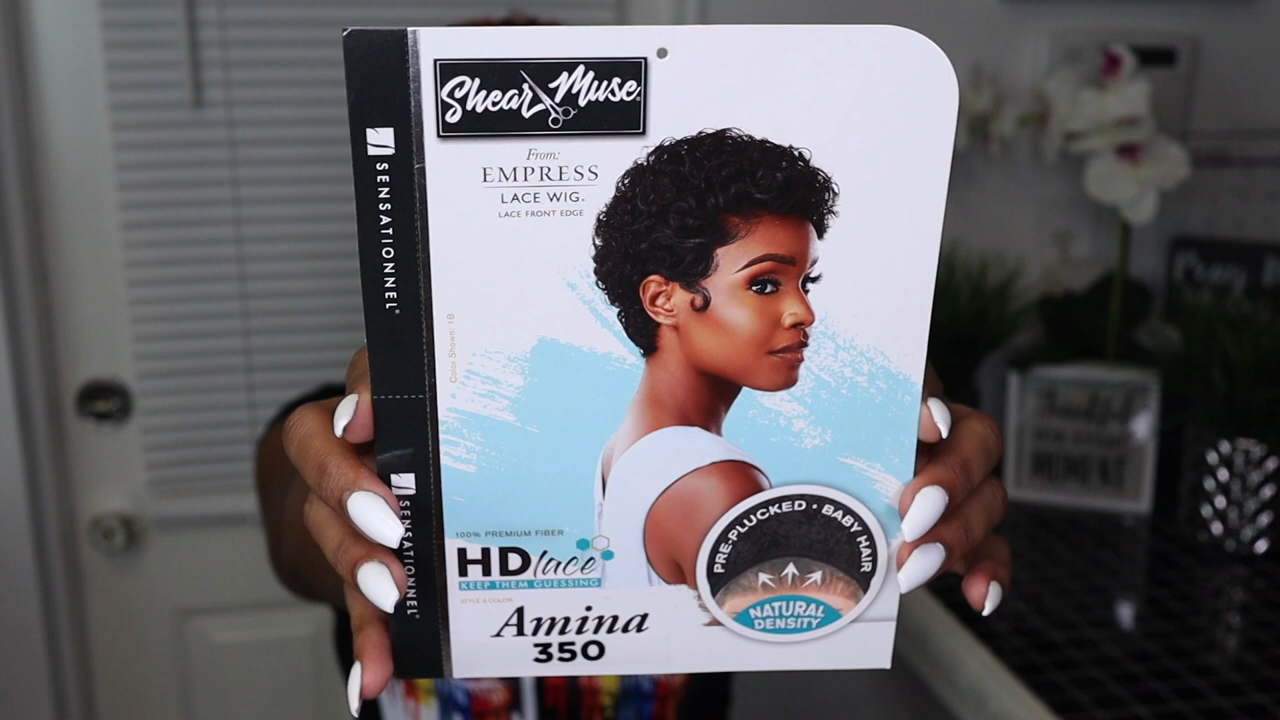 Shear Muse
From:
EMPRESS
LACE WIG®
LACE FRONT EDGE
SENSATIONNEL®
Color Shown: 1B
100% PREMIUM FIBER
HD lace
KEEP THEM GUESSING
STYLE & COLOR:
Amina
350
PRE-PLUCKED • BABY HAIR
NATURAL
DENSITY
SENSATIONNEL®